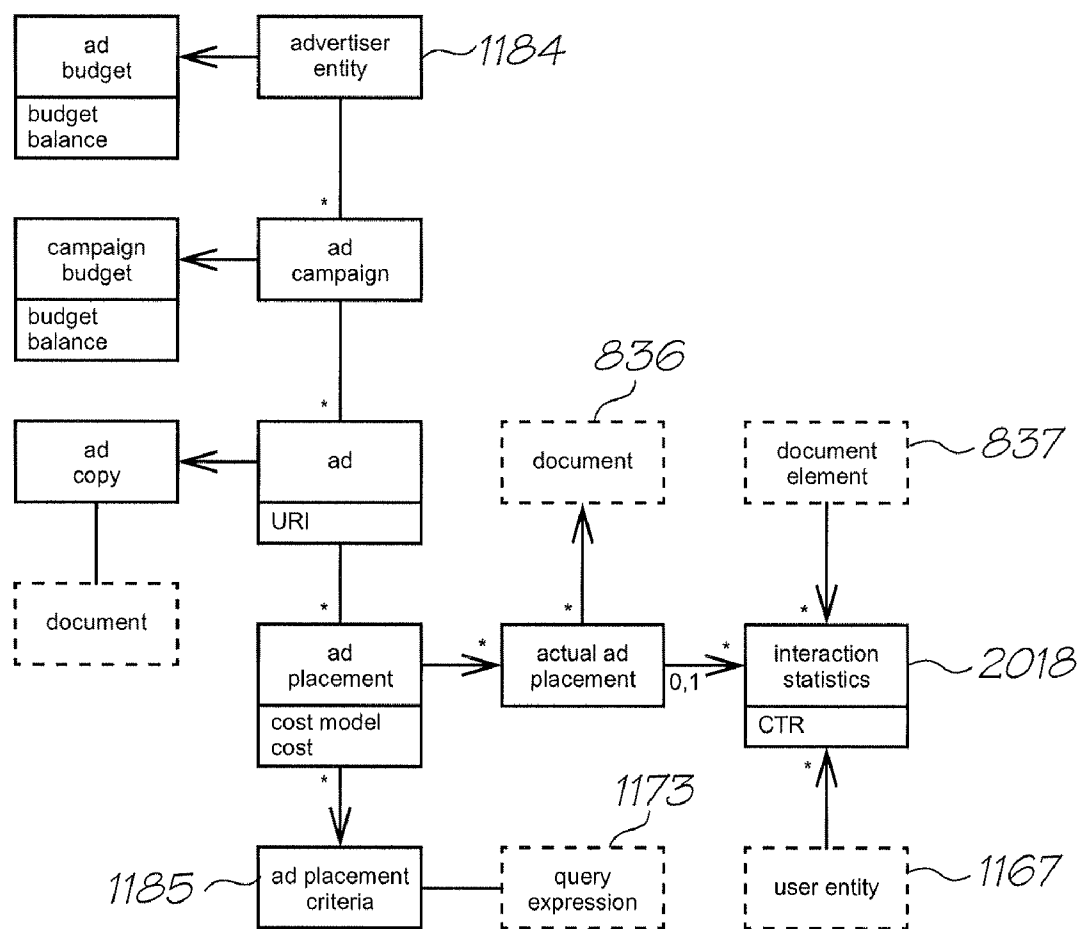 ad
budget
budget
balance
advertiser
entity
1184
*
campaign
budget
budget
balance
ad
campaign
*
836
ad
copy
ad
URI
document
document
element
837
document
*
*
*
*
ad
placement
cost model
cost
*
actual ad
placement
0,1
*
interaction
statistics
CTR
2018
*
*
1173
1185
ad placement
criteria
query
expression
user entity
1167